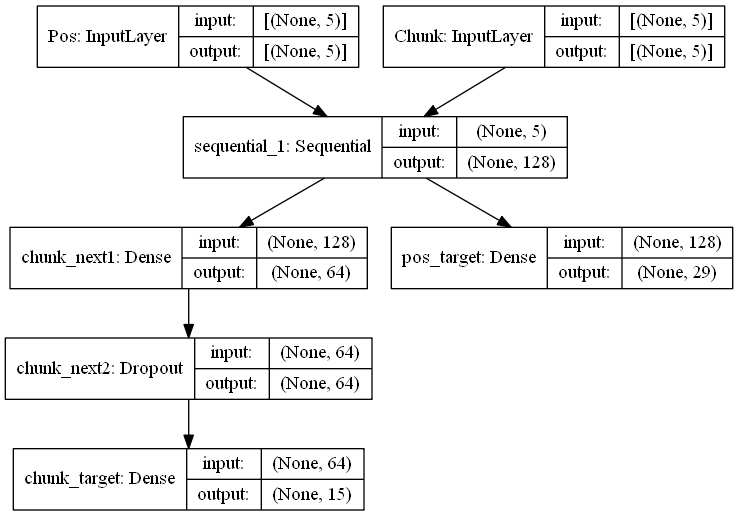 Pos: InputLayer
input: [(None, 5)]
output: [(None, 5)]
Chunk: InputLayer
input: [(None, 5)]
output: [(None, 5)]
sequential_1: Sequential
input: (None, 5)
output: (None, 128)
chunk_next1: Dense
input: (None, 128)
output: (None, 64)
pos_target: Dense
input: (None, 128)
output: (None, 29)
chunk_next2: Dropout
input: (None, 64)
output: (None, 64)
chunk_target: Dense
input: (None, 64)
output: (None, 15)